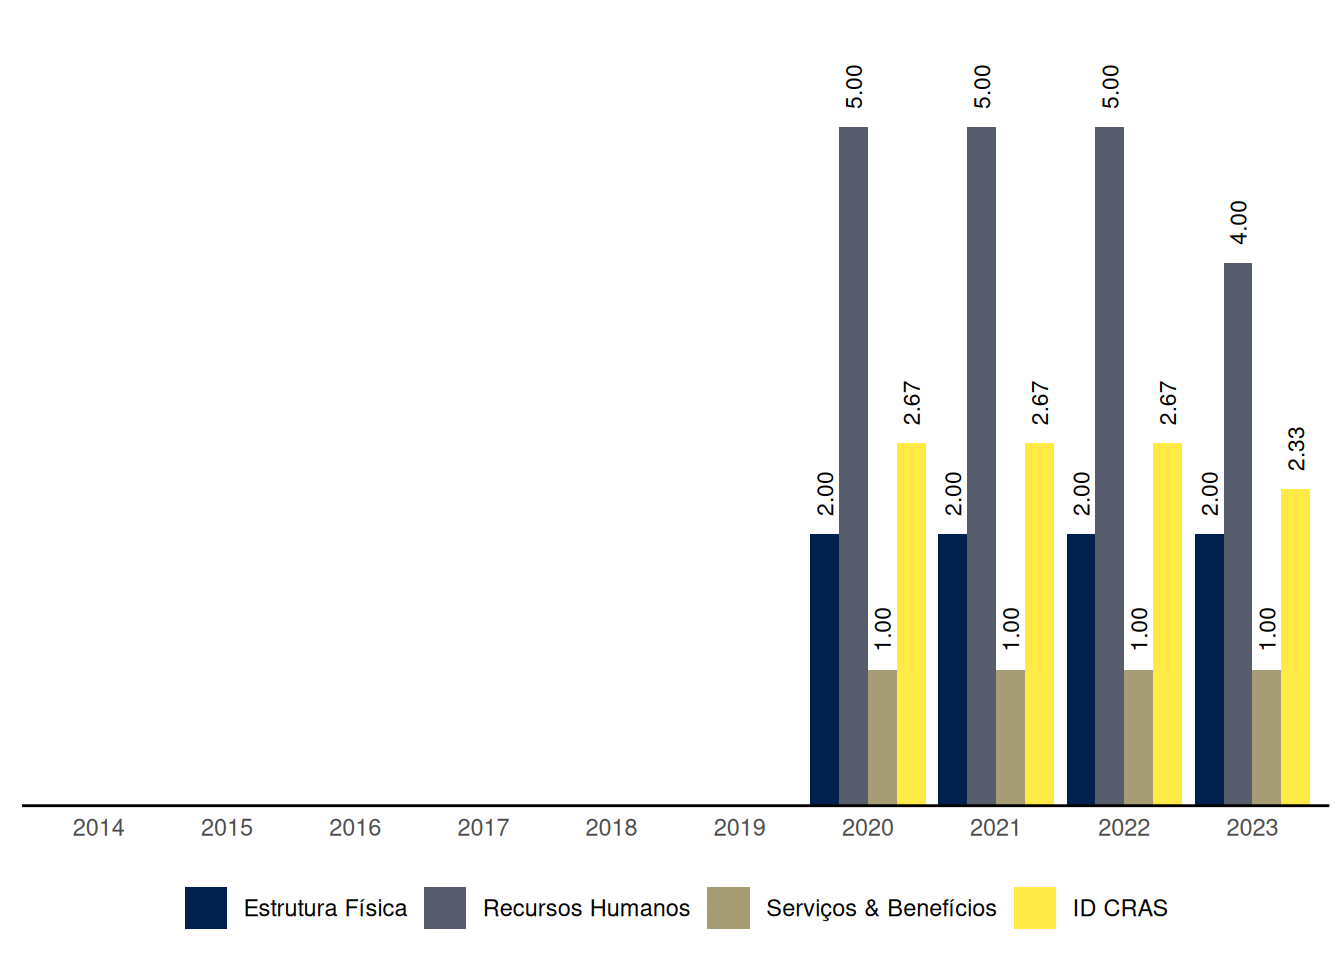 5.00 5.00 5.00
4.00
2.67 2.67 2.67
2.33
2.00 2.00 2.00 2.00
1.00 1.00 1.00 1.00
2014 2015 2016 2017 2018 2019 2020 2021 2022 2023
Estrutura Física Recursos Humanos Serviços & Benefícios ID CRAS